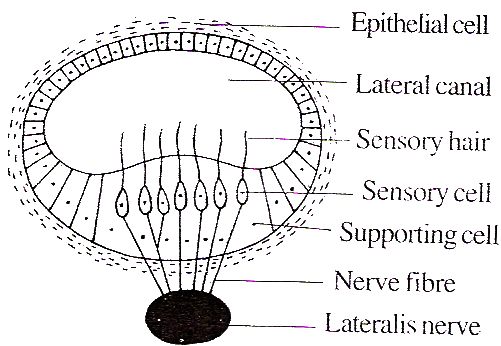 Epithelial cell
Lateral canal
Sensory hair
Sensory cell
Supporting cell
Nerve fibre
Lateralis nerve